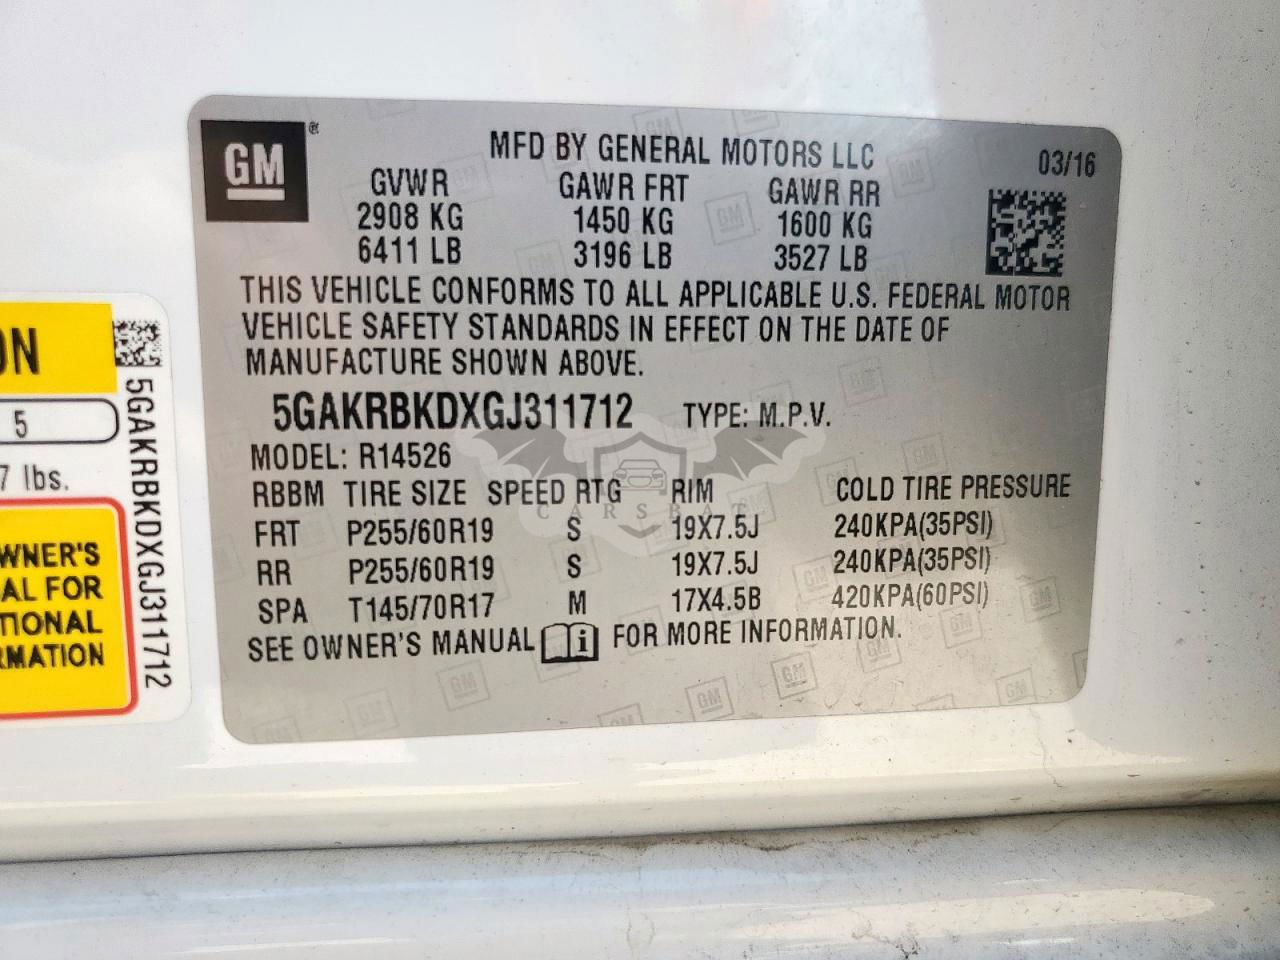 GM
MFD BY GENERAL MOTORS LLC
03/16
GVWR GAWR FRT GAWR RR
2908 KG 1450 KG 1600 KG
6411 LB 3196 LB 3527 LB
THIS VEHICLE CONFORMS TO ALL APPLICABLE U.S. FEDERAL MOTOR
VEHICLE SAFETY STANDARDS IN EFFECT ON THE DATE OF
MANUFACTURE SHOWN ABOVE.
5GAKRBKDXGJ311712 TYPE: M.P.V.
MODEL: R14526
RBBM TIRE SIZE SPEED RTG RIM COLD TIRE PRESSURE
FRT P255/60R19 S 19X7.5J 240KPA(35PSI)
RR P255/60R19 S 19X7.5J 240KPA(35PSI)
SPA T145/70R17 M 17X4.5B 420KPA(60PSI)
SEE OWNER'S MANUAL FOR MORE INFORMATION.
CARSBAT
ON
5
7 lbs.
WNER'S
AL FOR
TIONAL
RMATION
5GAKRBKDXGJ311712